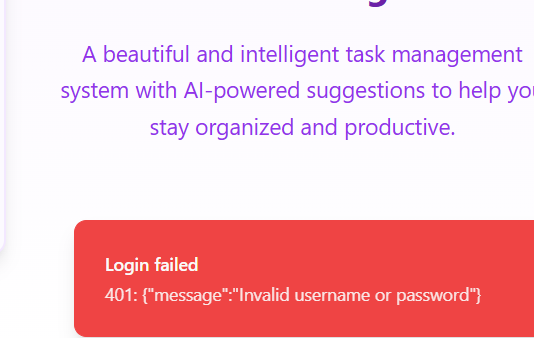 A beautiful and intelligent task management
system with AI-powered suggestions to help
stay organized and productive.
Login failed
401: {"message":"Invalid username or password"}